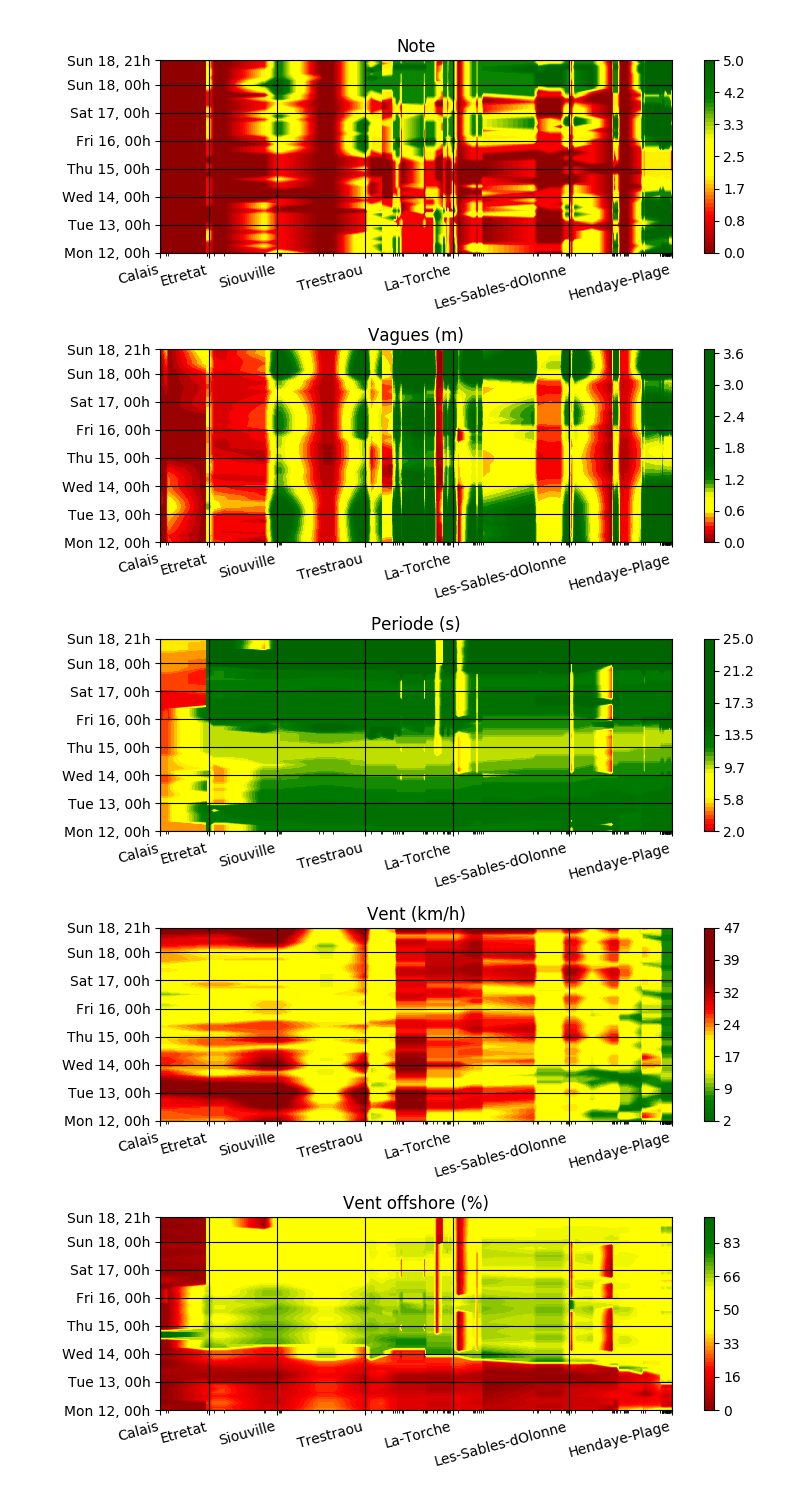 Note
Sun 18, 21h
Sun 18, 00h
Sat 17, 00h
Fri 16, 00h
Thu 15, 00h
Wed 14, 00h
Tue 13, 00h
Mon 12, 00h
Calais Etretat Siouville Trestraou La-Torche Les-Sables-dOlonne Hendaye-Plage
5.0
4.2
3.3
2.5
1.7
0.8
0.0
Vagues (m)
Sun 18, 21h
Sun 18, 00h
Sat 17, 00h
Fri 16, 00h
Thu 15, 00h
Wed 14, 00h
Tue 13, 00h
Mon 12, 00h
Calais Etretat Siouville Trestraou La-Torche Les-Sables-dOlonne Hendaye-Plage
3.6
3.0
2.4
1.8
1.2
0.6
0.0
Periode (s)
Sun 18, 21h
Sun 18, 00h
Sat 17, 00h
Fri 16, 00h
Thu 15, 00h
Wed 14, 00h
Tue 13, 00h
Mon 12, 00h
Calais Etretat Siouville Trestraou La-Torche Les-Sables-dOlonne Hendaye-Plage
25.0
21.2
17.3
13.5
9.7
5.8
2.0
Vent (km/h)
Sun 18, 21h
Sun 18, 00h
Sat 17, 00h
Fri 16, 00h
Thu 15, 00h
Wed 14, 00h
Tue 13, 00h
Mon 12, 00h
Calais Etretat Siouville Trestraou La-Torche Les-Sables-dOlonne Hendaye-Plage
47
39
32
24
17
9
2
Vent offshore (%)
Sun 18, 21h
Sun 18, 00h
Sat 17, 00h
Fri 16, 00h
Thu 15, 00h
Wed 14, 00h
Tue 13, 00h
Mon 12, 00h
Calais Etretat Siouville Trestraou La-Torche Les-Sables-dOlonne Hendaye-Plage
83
66
50
33
16
0